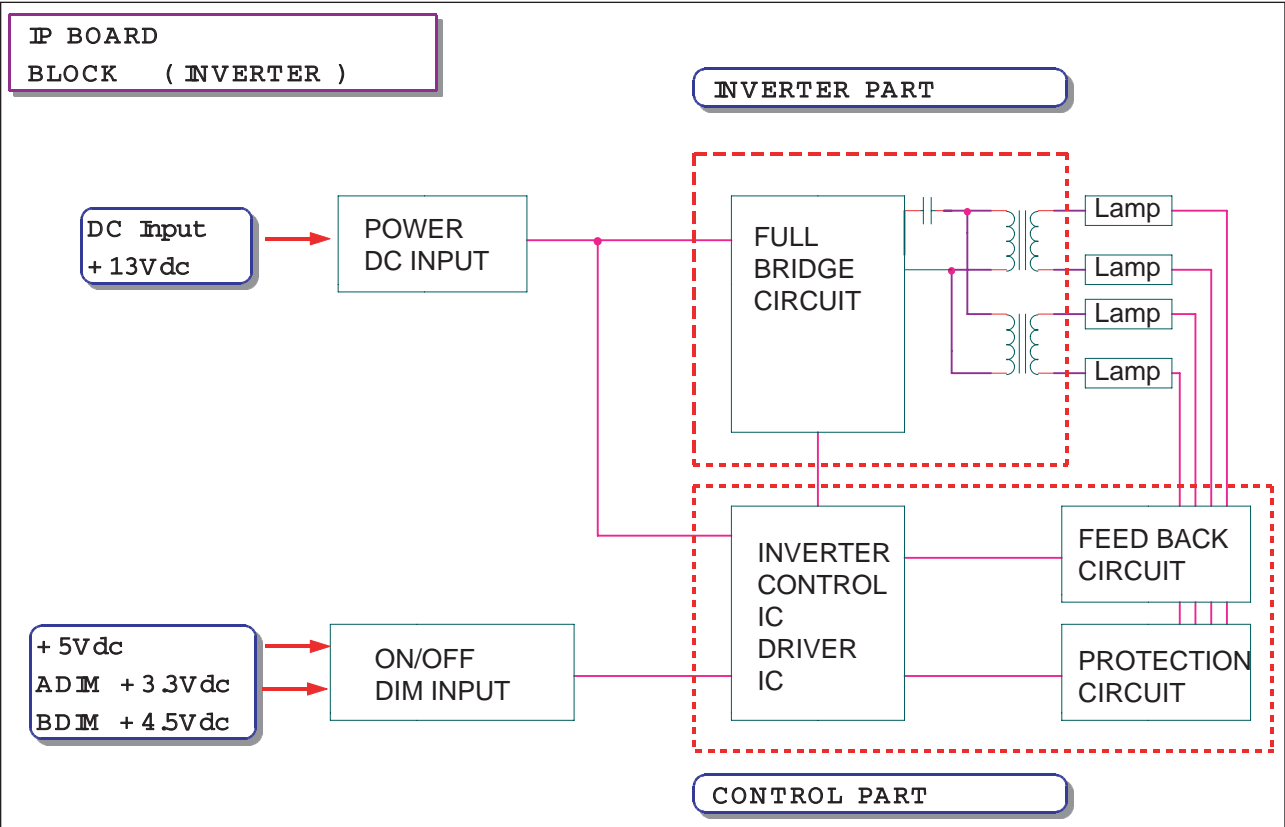 IP BOARD
BLOCK ( INVERTER )
INVERTER PART
DC Input
+13Vdc
POWER
DC INPUT
FULL
BRIDGE
CIRCUIT
Lamp
Lamp
Lamp
Lamp
+5Vdc
ADIM +3.3Vdc
BDIM +4.5Vdc
ON/OFF
DIM INPUT
INVERTER
CONTROL
IC
DRIVER
IC
FEED BACK
CIRCUIT
PROTECTION
CIRCUIT
CONTROL PART